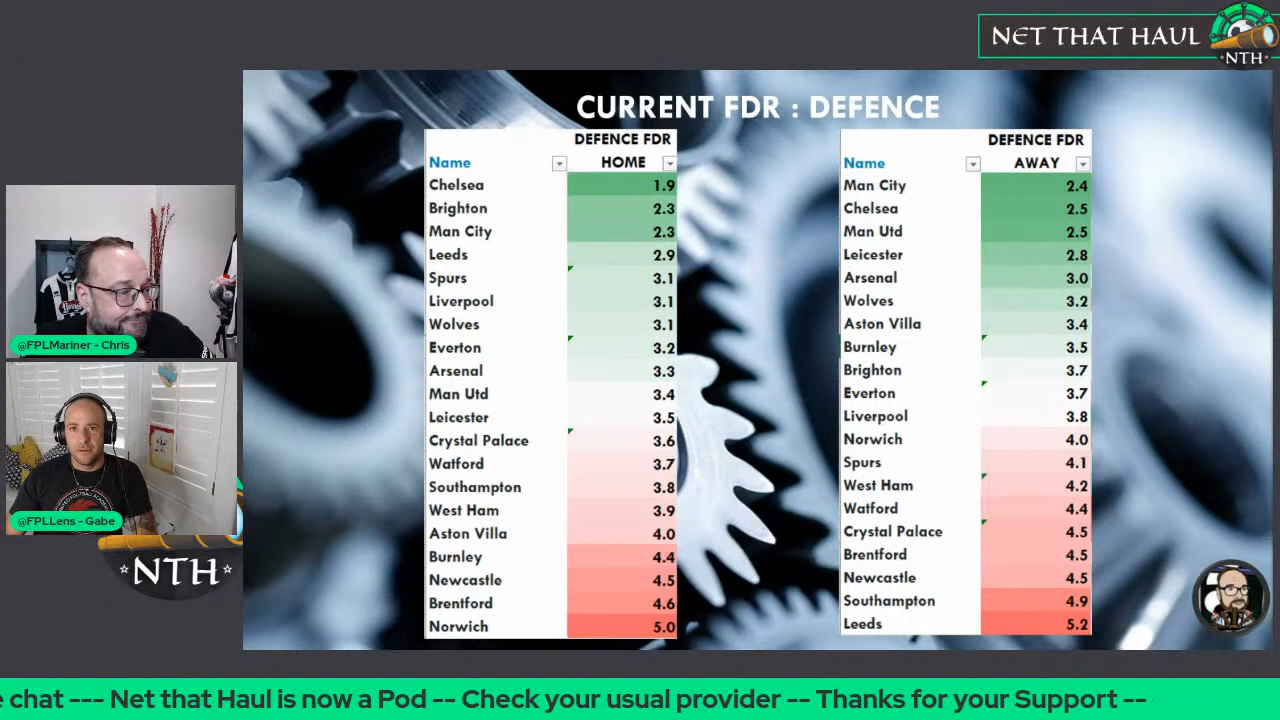 NET THAT HAUL
NTH
CURRENT FDR : DEFENCE
DEFENCE FDR
Name HOME
Chelsea 1.9
Brighton 2.3
Man City 2.3
Leeds 2.9
Spurs 3.1
Liverpool 3.1
Wolves 3.1
Everton 3.2
Arsenal 3.3
Man Utd 3.4
Leicester 3.5
Crystal Palace 3.6
Watford 3.7
Southampton 3.8
West Ham 3.9
Aston Villa 4.0
Burnley 4.4
Newcastle 4.5
Brentford 4.6
Norwich 5.0
DEFENCE FDR
Name AWAY
Man City 2.4
Chelsea 2.5
Man Utd 2.5
Leicester 2.8
Arsenal 3.0
Wolves 3.2
Aston Villa 3.4
Burnley 3.5
Brighton 3.7
Everton 3.7
Liverpool 3.8
Norwich 4.0
Spurs 4.1
West Ham 4.2
Watford 4.4
Crystal Palace 4.5
Brentford 4.5
Newcastle 4.5
Southampton 4.9
Leeds 5.2
@FPLMariner - Chris
@FPLLens - Gabe
NTH
e chat --- Net that Haul is now a Pod -- Check your usual provider -- Thanks for your Support --